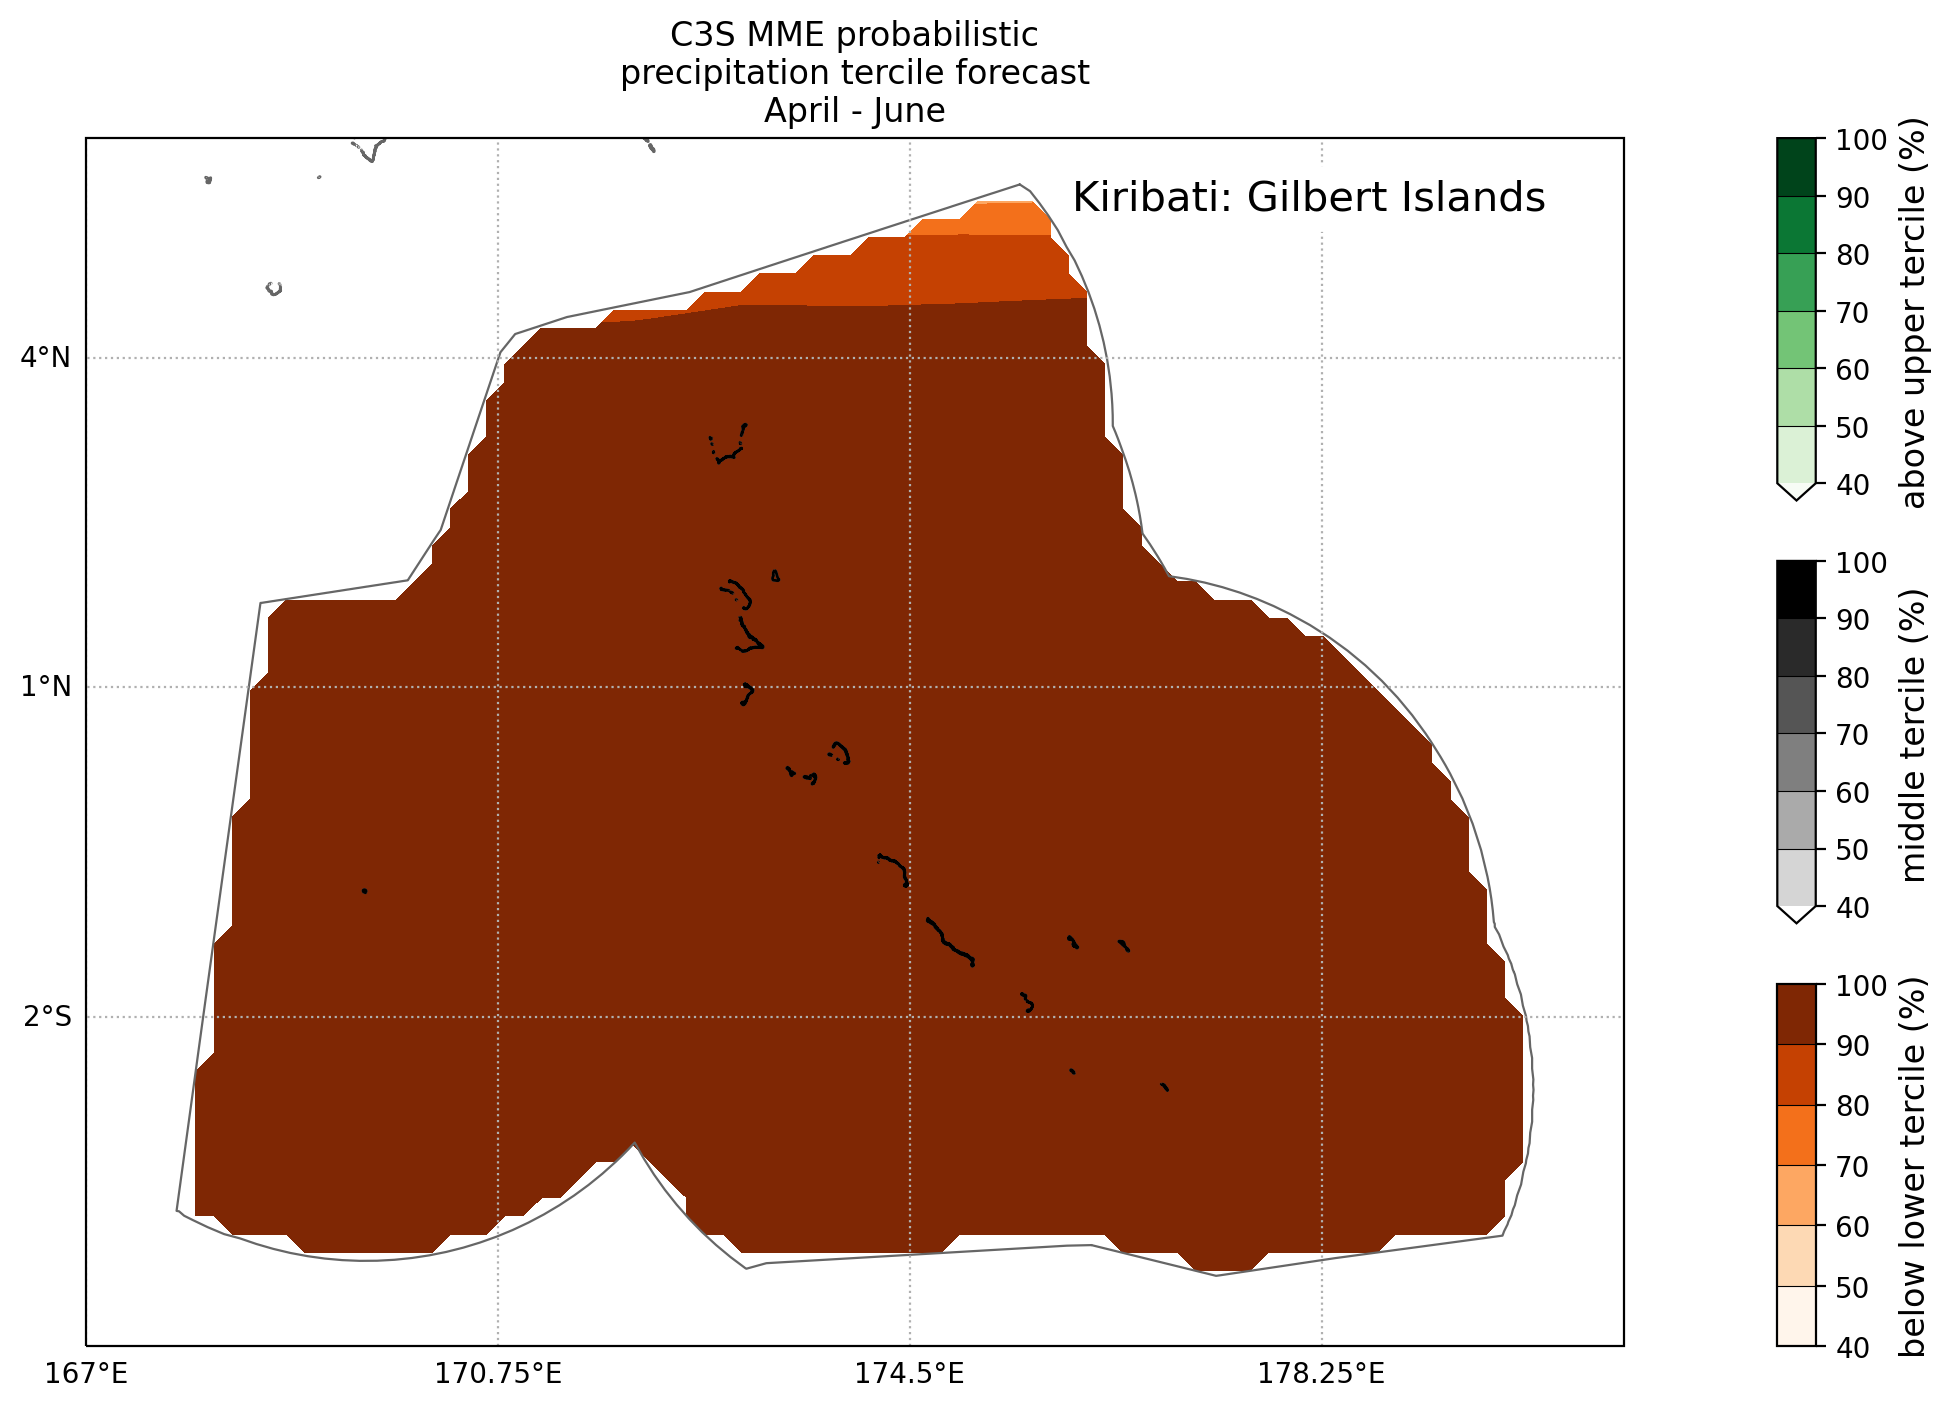 C3S MME probabilistic
precipitation tercile forecast
April - June
Kiribati: Gilbert Islands
4°N
1°N
2°S
167°E
170.75°E
174.5°E
178.25°E
100
90
80
70
60
50
40
above upper tercile (%)
100
90
80
70
60
50
40
middle tercile (%)
100
90
80
70
60
50
40
below lower tercile (%)